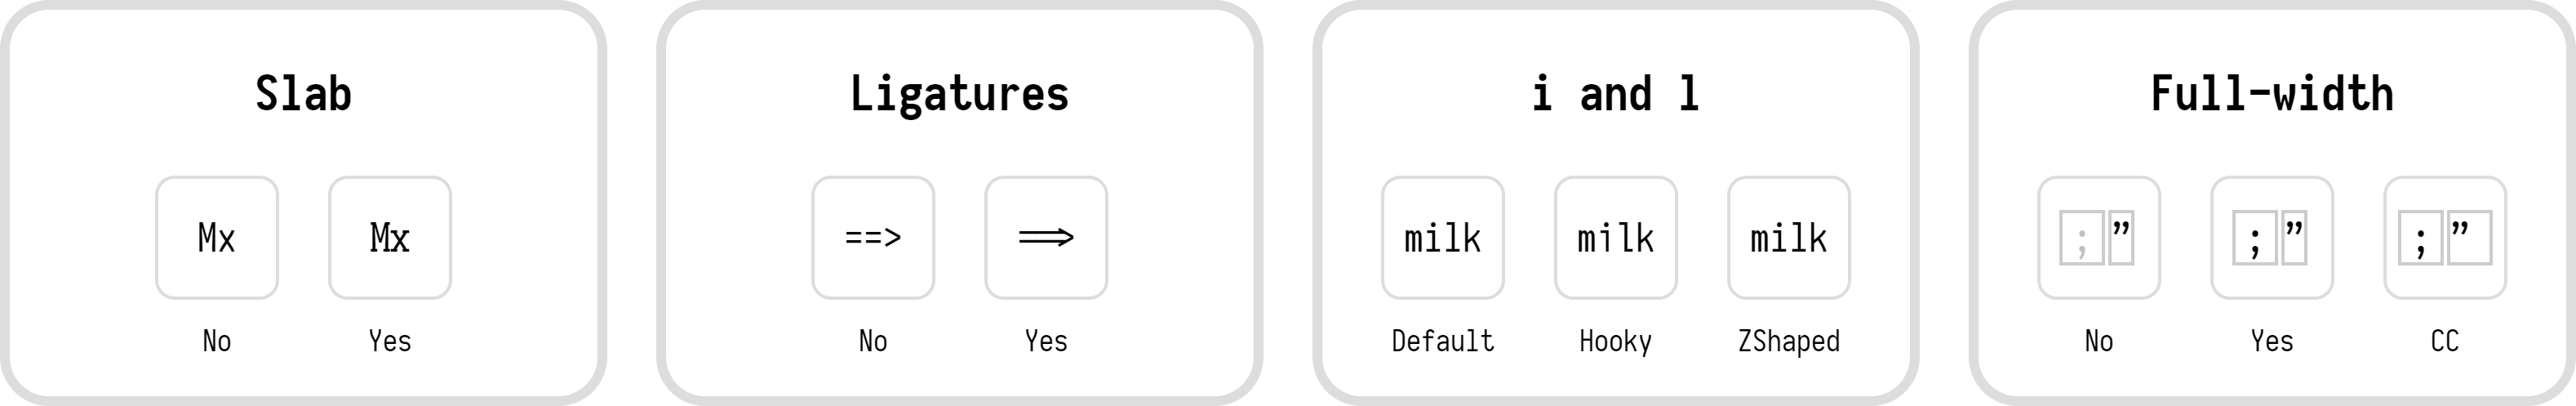 Slab
Mx Mx
No Yes
Ligatures
==> ==>
No Yes
i and l
milk milk milk
Default Hooky ZShaped
Full-width
;” ;” ;”
No Yes CC